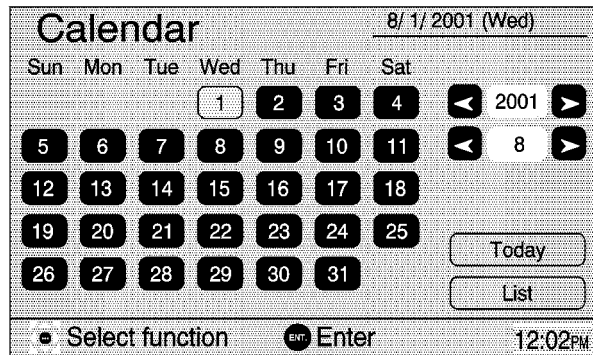 Calendar
8/ 1/ 2001 (Wed)
Sun Mon Tue Wed Thu Fri Sat
1 2 3 4 2001
5 6 7 8 9 10 11 8
12 13 14 15 16 17 18
19 20 21 22 23 24 25
Today
26 27 28 29 30 31
List
Select function ENT. Enter 12:02PM